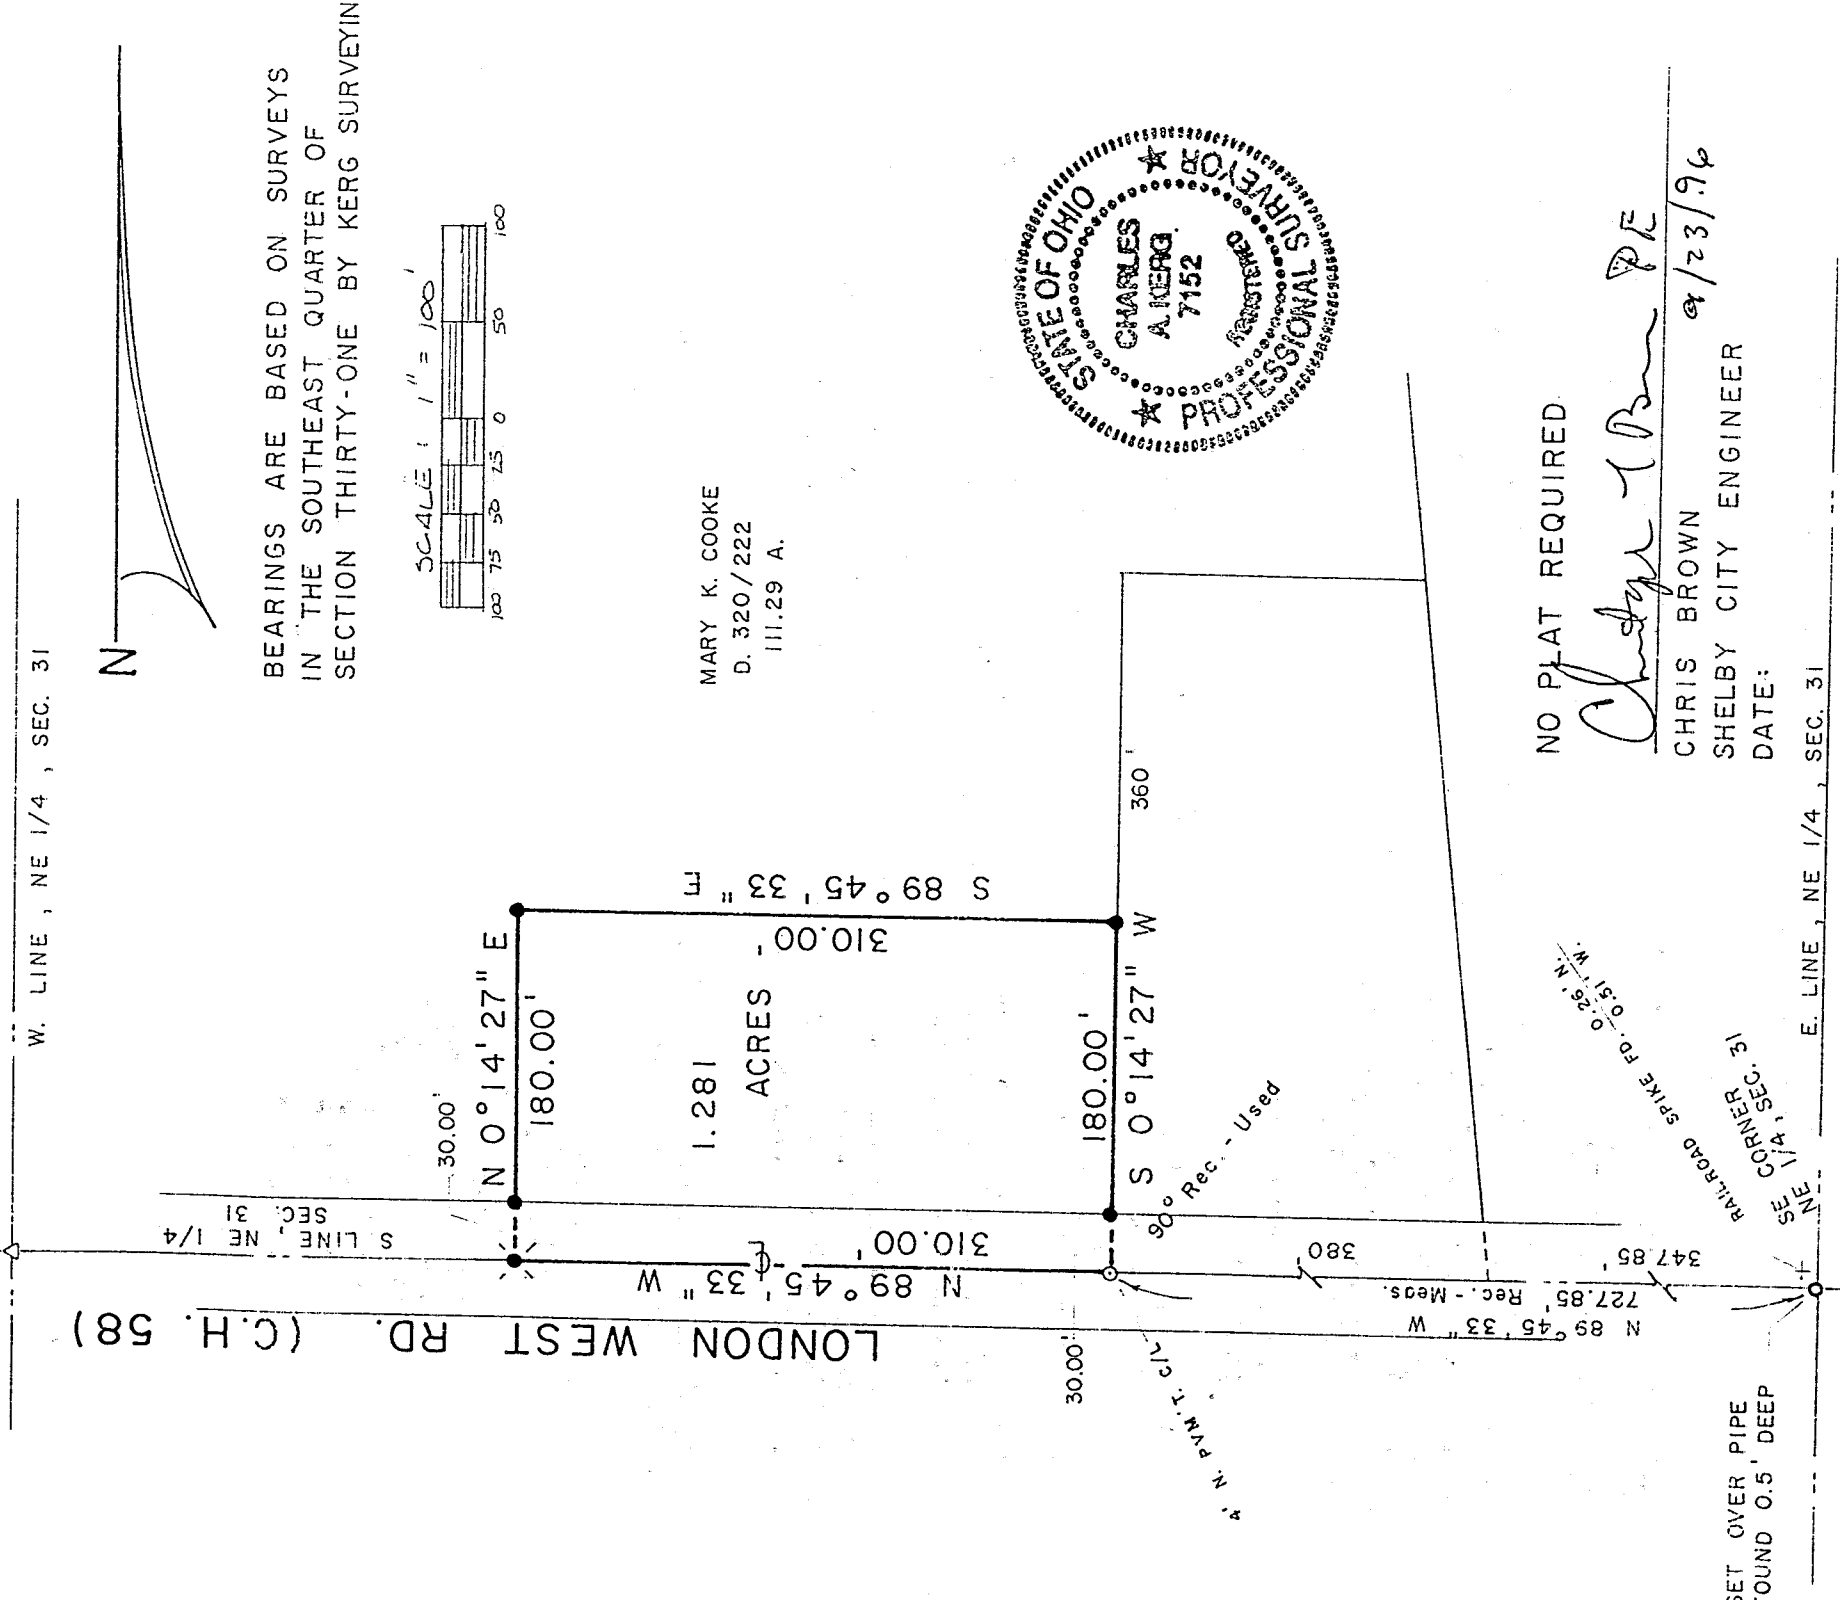 W. LINE, NE 1/4, SEC. 31
N
BEARINGS ARE BASED ON SURVEYS
IN THE SOUTHEAST QUARTER OF
SECTION THIRTY-ONE BY KERG SURVEYIN
SCALE: 1" = 100'
100 75 50 25 0 50 100
MARY K. COOKE
D. 320/222
111.29 A.
STATE OF OHIO
CHARLES
A. KERG
7152
REGISTERED
PROFESSIONAL SURVEYOR
S LINE, NE 1/4
SEC. 31
30.00'
N 0° 14' 27" E
180.00'
S 89° 45' 33" E
310.00'
1.281
ACRES
180.00'
S 0° 14' 27" W
310.00'
N 89° 45' 33" W
LONDON WEST RD. (C.H. 58)
360'
90° Rec. - Used
380'
347.85'
727.85' Rec. - Meas.
N 89° 45' 33" W
30.00'
4' N. PVM'T. C/L
RAILROAD SPIKE FD. 0.26' N.
0.51' W.
SE CORNER
NE 1/4, SEC. 31
E. LINE, NE 1/4, SEC. 31
SET OVER PIPE
OUND 0.5' DEEP
NO PLAT REQUIRED
PE
CHRIS BROWN
SHELBY CITY ENGINEER
DATE: 9/23/96